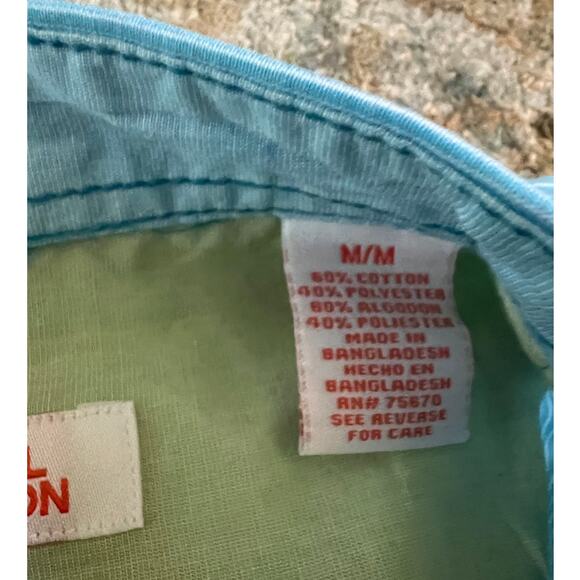 M/M
60% COTTON
40% POLYESTER
60% ALGODON
40% POLIESTER
MADE IN
BANGLADESH
HECHO EN
BANGLADESH
RN# 75670
SEE REVERSE
FOR CARE
L
ON